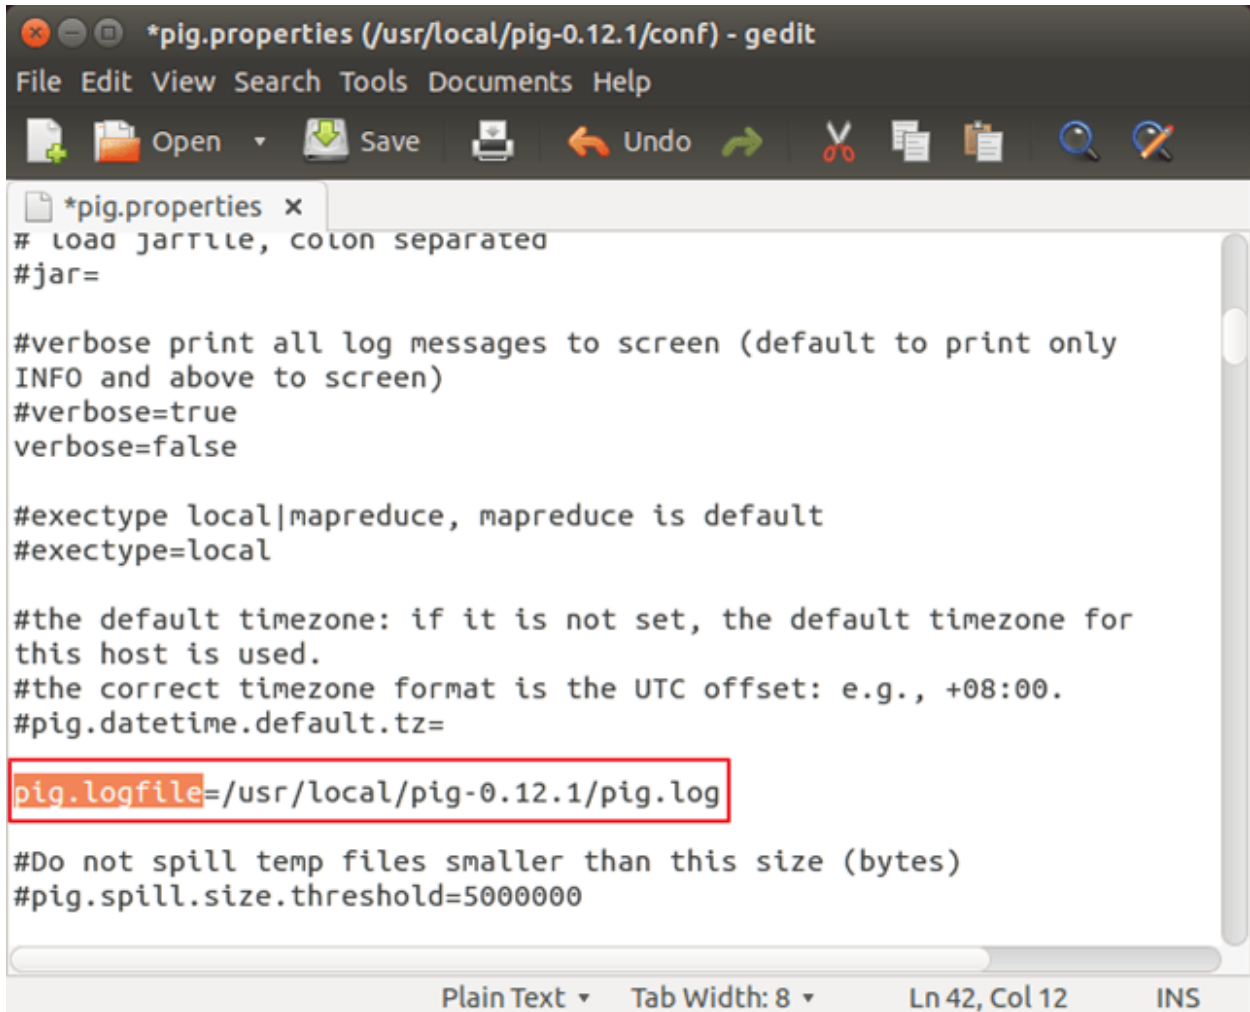 *pig.properties (/usr/local/pig-0.12.1/conf) - gedit
File Edit View Search Tools Documents Help
Open Save Undo
*pig.properties
# load jarfile, colon separated
#jar=
#verbose print all log messages to screen (default to print only
INFO and above to screen)
#verbose=true
verbose=false
#exectype local|mapreduce, mapreduce is default
#exectype=local
#the default timezone: if it is not set, the default timezone for
this host is used.
#the correct timezone format is the UTC offset: e.g., +08:00.
#pig.datetime.default.tz=
pig.logfile=/usr/local/pig-0.12.1/pig.log
#Do not spill temp files smaller than this size (bytes)
#pig.spill.size.threshold=5000000
Plain Text Tab Width: 8 Ln 42, Col 12 INS